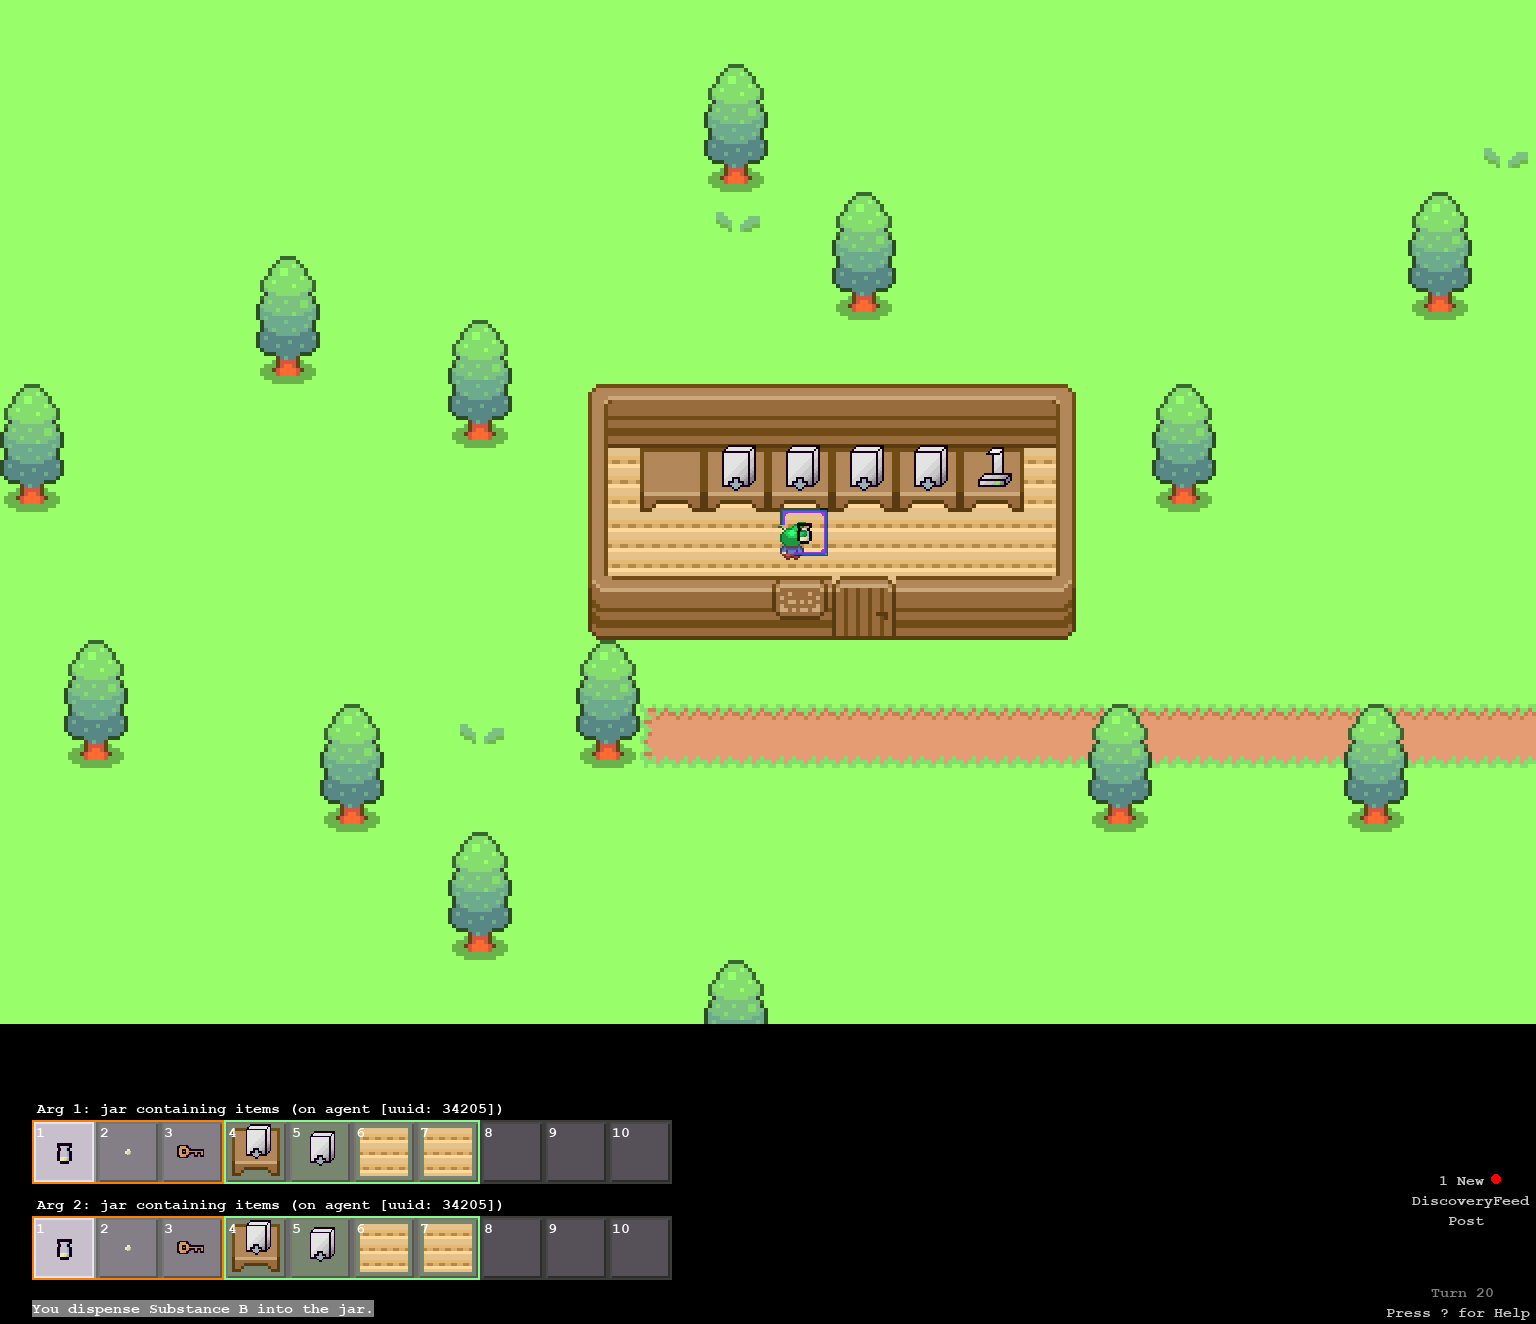 Arg 1: jar containing items (on agent [uuid: 34205])
1 2 3 4 5 6 7 8 9 10
Arg 2: jar containing items (on agent [uuid: 34205])
1 2 3 4 5 6 7 8 9 10
You dispense Substance B into the jar.
1 New
DiscoveryFeed
Post
Turn 20
Press ? for Help